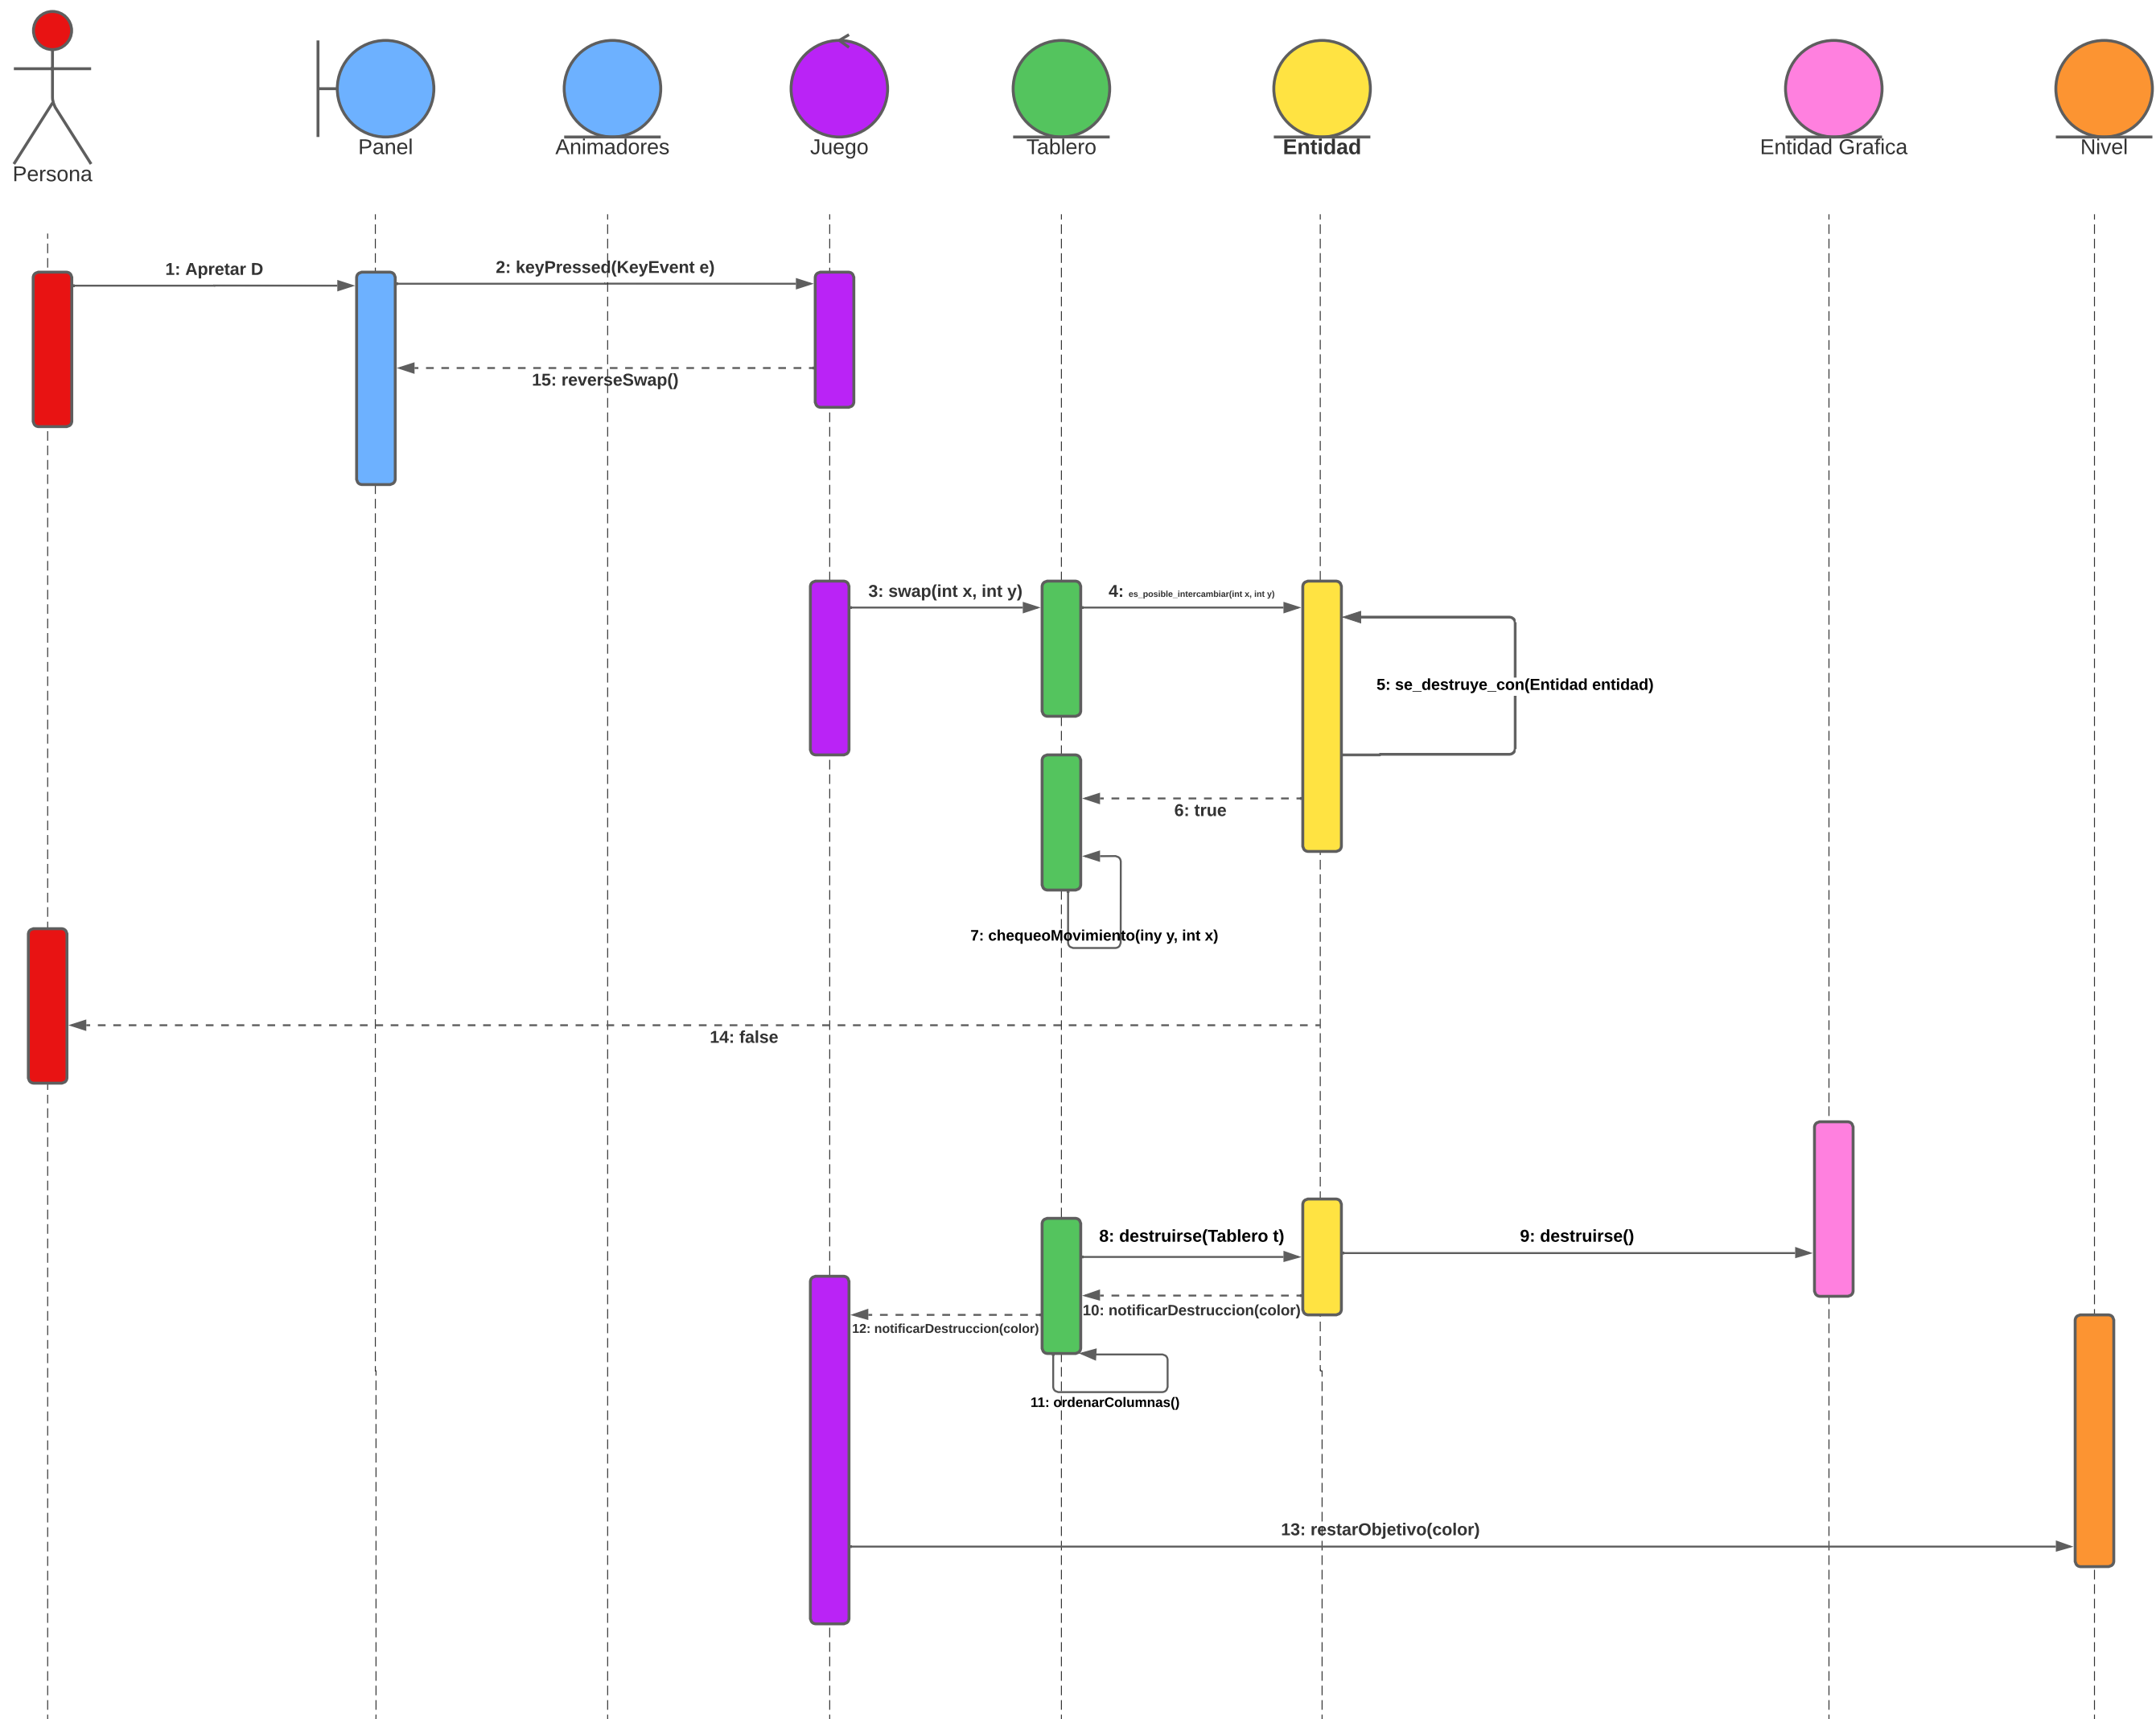 Persona
Panel
Animadores
Juego
Tablero
Entidad
Entidad Grafica
Nivel
1: Apretar D
2: keyPressed(KeyEvent e)
15: reverseSwap()
3: swap(int x, int y)
4: es_posible_intercambiar(int x, int y)
5: se_destruye_con(Entidad entidad)
6: true
7: chequeoMovimiento(iny y, int x)
14: false
8: destruirse(Tablero t)
9: destruirse()
10: notificarDestruccion(color)
12: notificarDestruccion(color)
11: ordenarColumnas()
13: restarObjetivo(color)